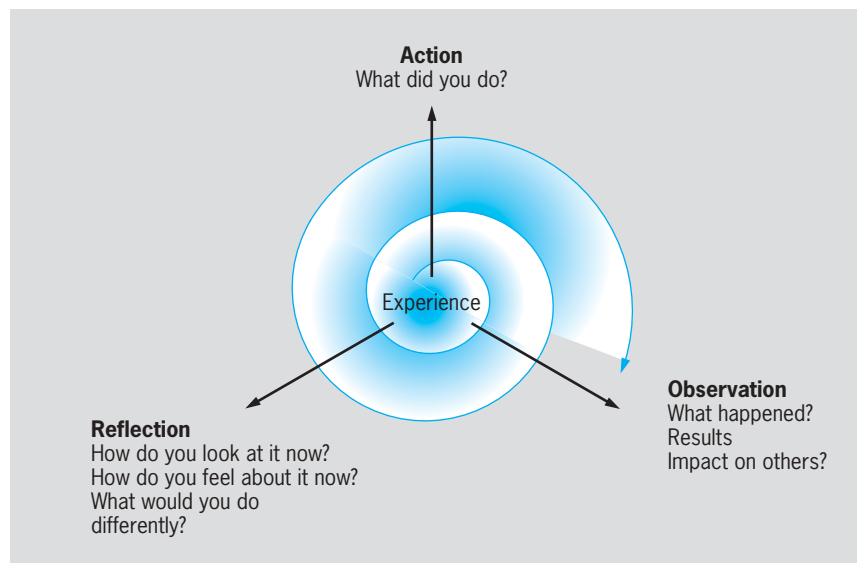 Action
What did you do?
Experience
Observation
What happened?
Results
Impact on others?
Reflection
How do you look at it now?
How do you feel about it now?
What would you do
differently?